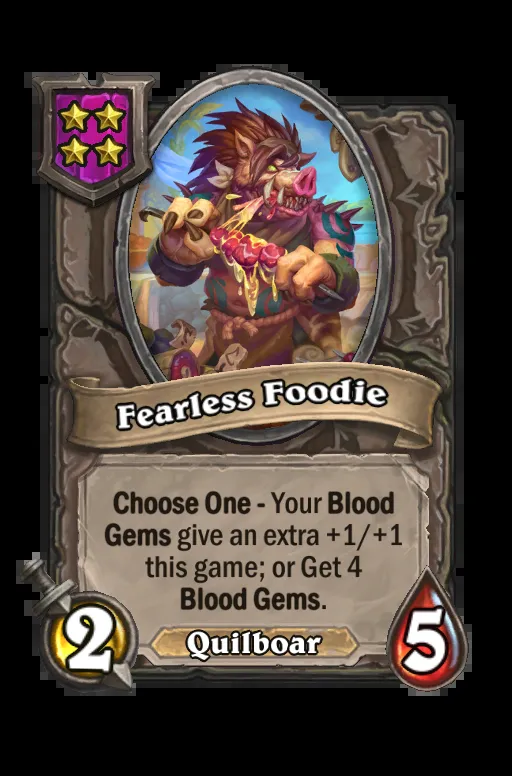 Fearless Foodie
Choose One - Your Blood
Gems give an extra +1/+1
this game; or Get 4
Blood Gems.
2
Quilboar
5